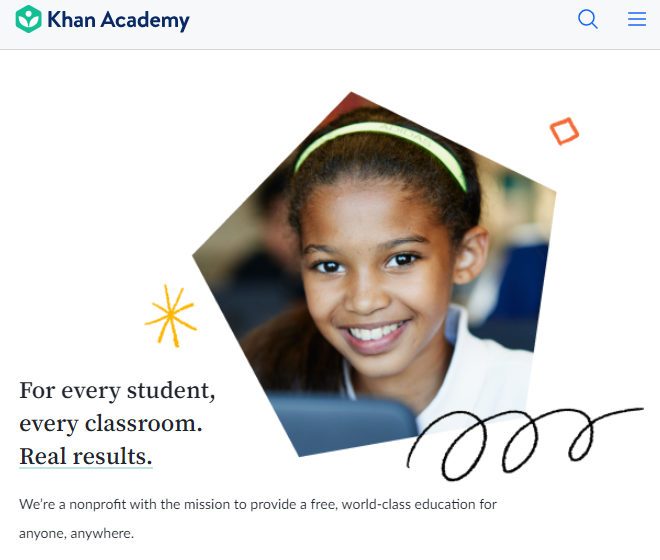 Khan Academy
For every student,
every classroom.
Real results.
We’re a nonprofit with the mission to provide a free, world-class education for
anyone, anywhere.